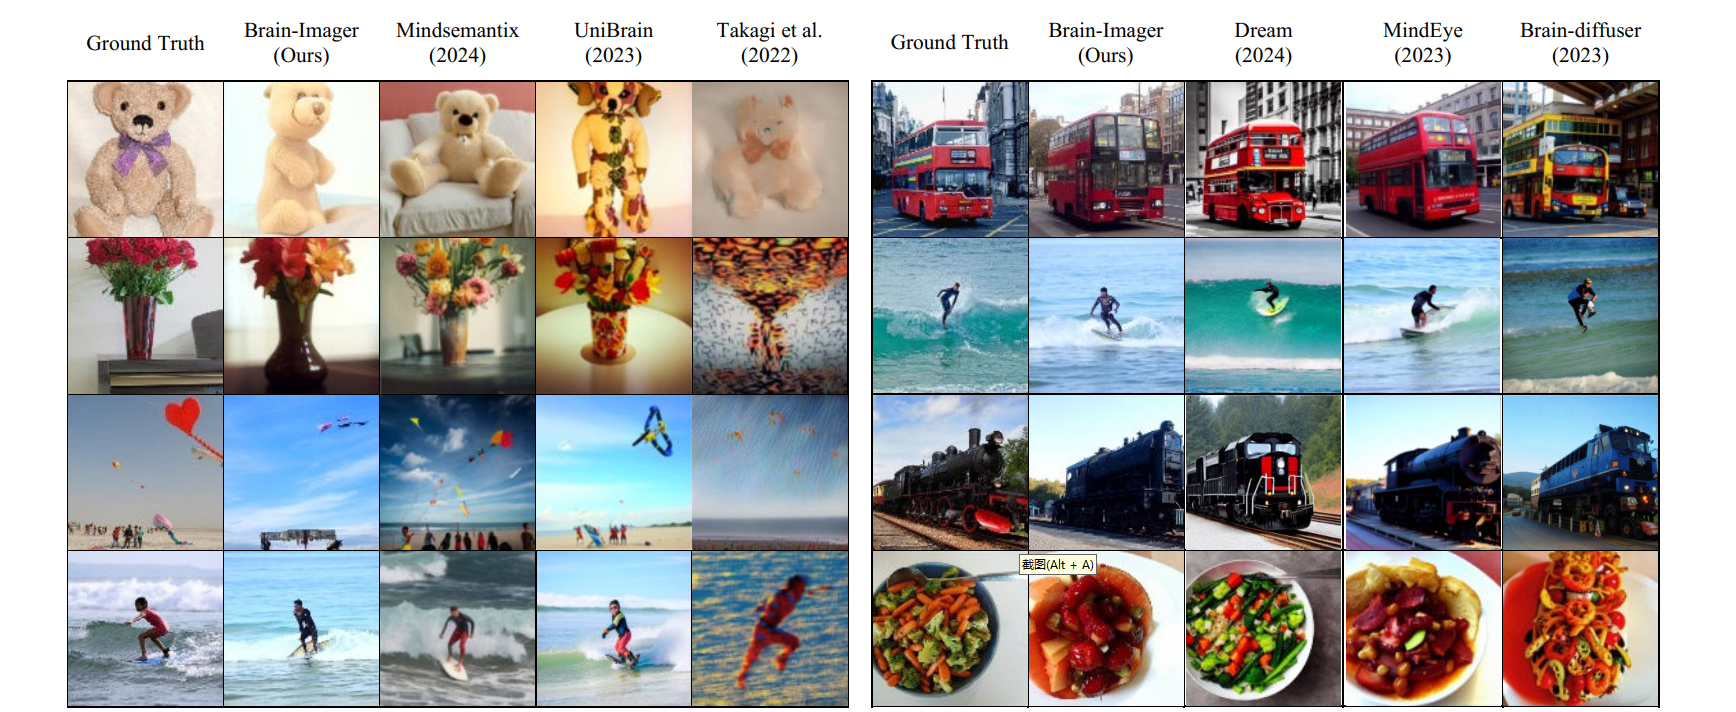 Ground Truth
Brain-Imager
(Ours)
Mindsemantix
(2024)
UniBrain
(2023)
Takagi et al.
(2022)
Ground Truth
Brain-Imager
(Ours)
Dream
(2024)
MindEye
(2023)
Brain-diffuser
(2023)
截图(Alt + A)